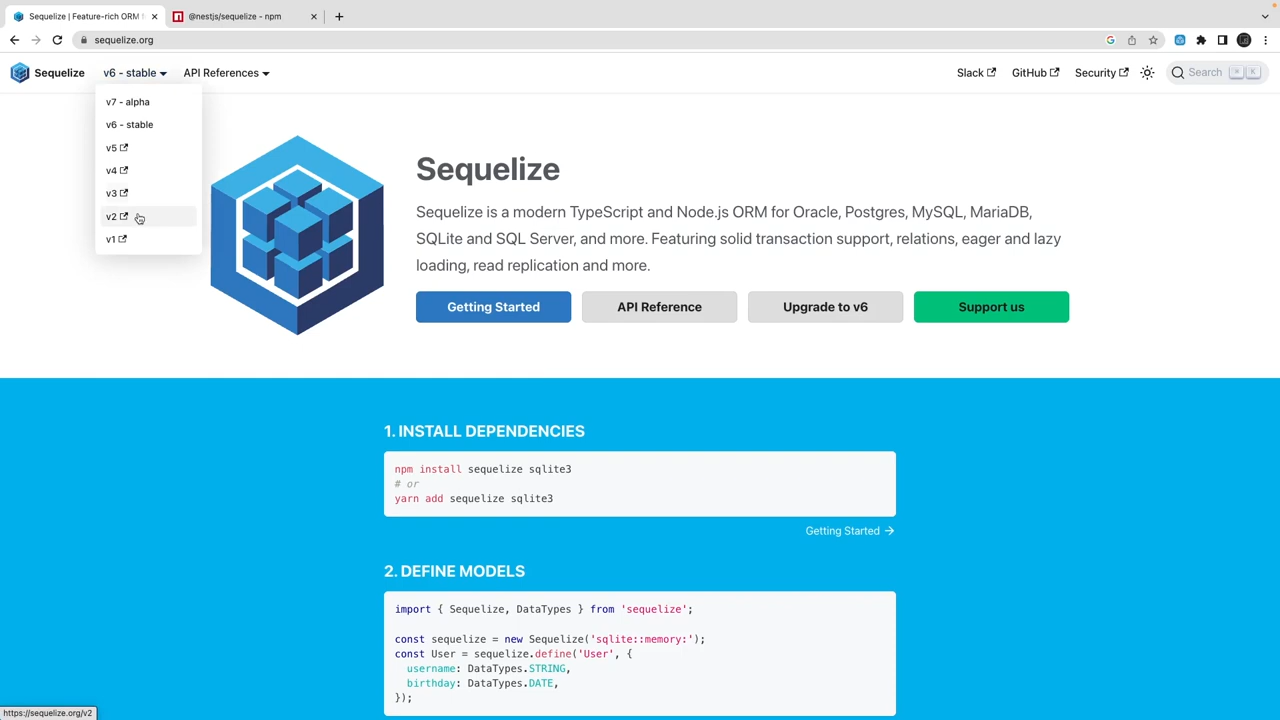 Sequelize | Feature-rich ORM
@nestjs/sequelize - npm
sequelize.org
Sequelize
v6 - stable
API References
Slack
GitHub
Security
Search
K
v7 - alpha
v6 - stable
v5
v4
v3
v2
v1
Sequelize
Sequelize is a modern TypeScript and Node.js ORM for Oracle, Postgres, MySQL, MariaDB,
SQLite and SQL Server, and more. Featuring solid transaction support, relations, eager and lazy
loading, read replication and more.
Getting Started
API Reference
Upgrade to v6
Support us
1. INSTALL DEPENDENCIES
npm install sequelize sqlite3
# or
yarn add sequelize sqlite3
Getting Started →
2. DEFINE MODELS
import { Sequelize, DataTypes } from 'sequelize';
const sequelize = new Sequelize('sqlite::memory:');
const User = sequelize.define('User', {
username: DataTypes.STRING,
birthday: DataTypes.DATE,
});
https://sequelize.org/v2